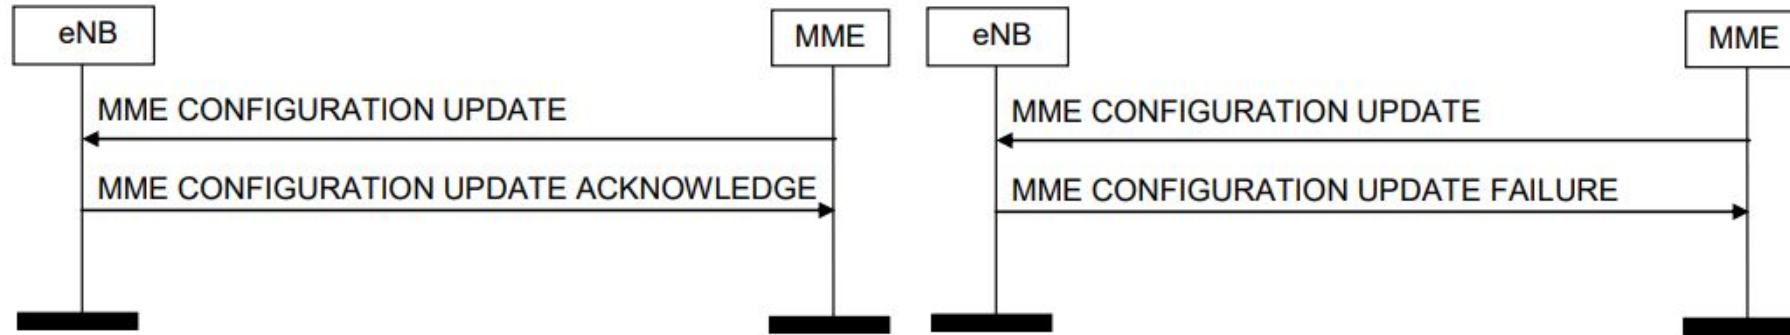 eNB
MME
MME CONFIGURATION UPDATE
MME CONFIGURATION UPDATE ACKNOWLEDGE
eNB
MME
MME CONFIGURATION UPDATE
MME CONFIGURATION UPDATE FAILURE